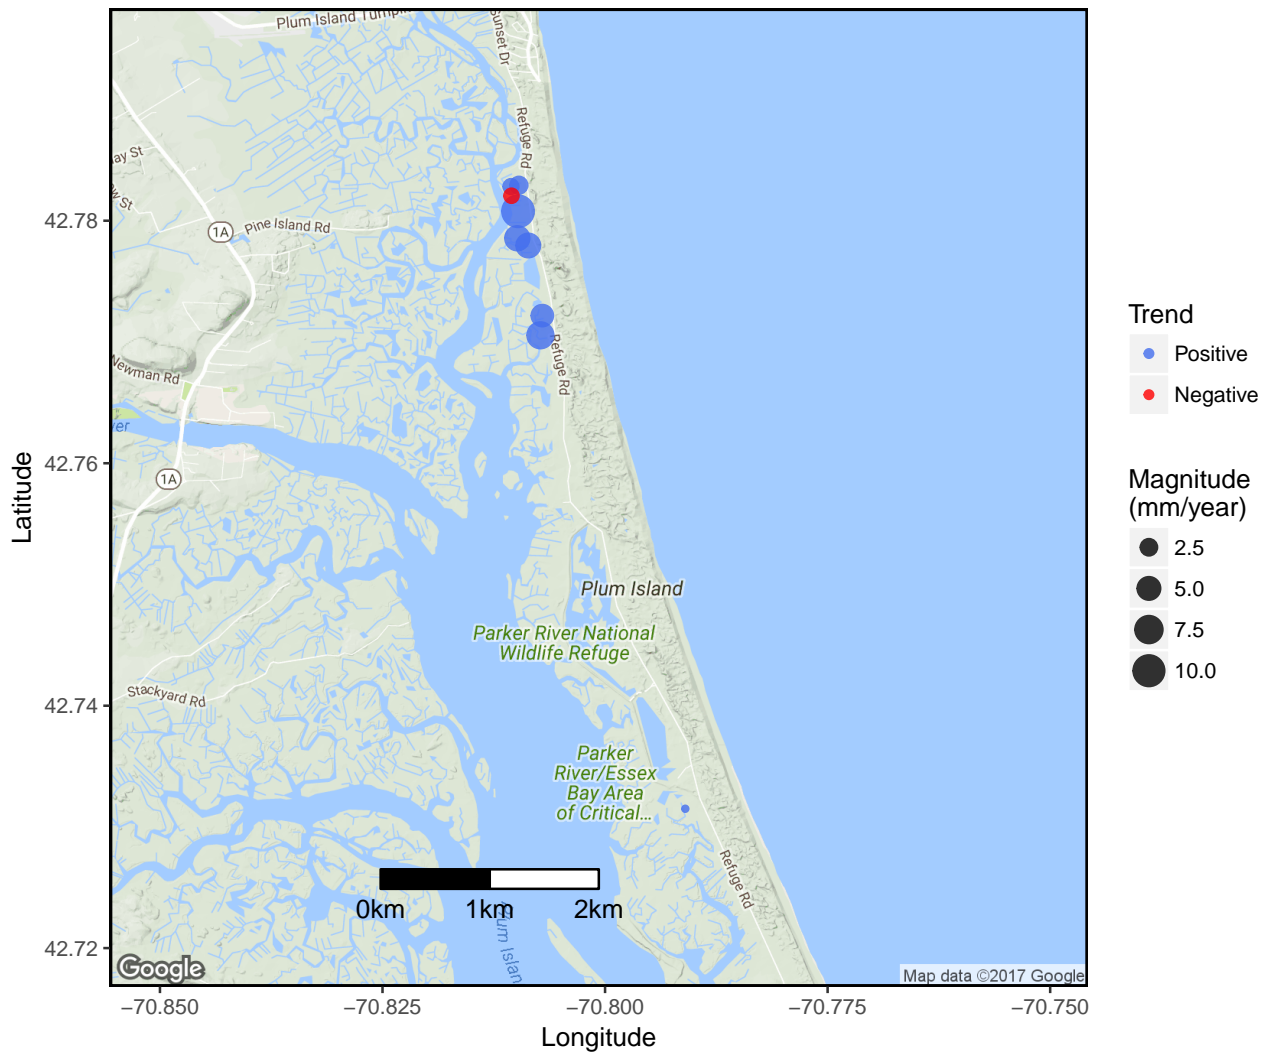 Plum Island Turnpi
Sunset Dr
Refuge Rd
ay St
w St
1A
Pine Island Rd
Newman Rd
Refuge Rd
ver
1A
Plum Island
Parker River National
Wildlife Refuge
Stackyard Rd
Parker
River/Essex
Bay Area
of Critical...
Refuge Rd
0km 1km 2km
Plum Islan
Google
Map data ©2017 Google
42.78
42.76
42.74
42.72
Latitude
−70.850 −70.825 −70.800 −70.775 −70.750
Longitude
Trend
Positive
Negative
Magnitude
(mm/year)
2.5
5.0
7.5
10.0